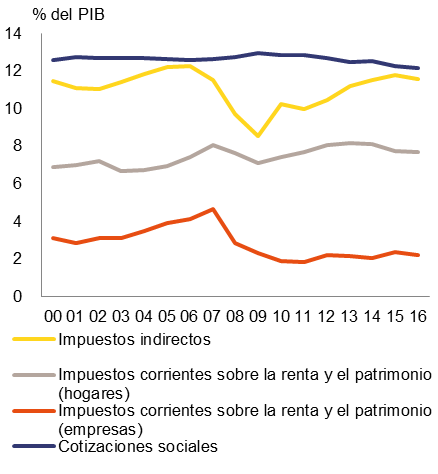 % del PIB
14
12
10
8
6
4
2
0
00 01 02 03 04 05 06 07 08 09 10 11 12 13 14 15 16
Impuestos indirectos
Impuestos corrientes sobre la renta y el patrimonio
(hogares)
Impuestos corrientes sobre la renta y el patrimonio
(empresas)
Cotizaciones sociales